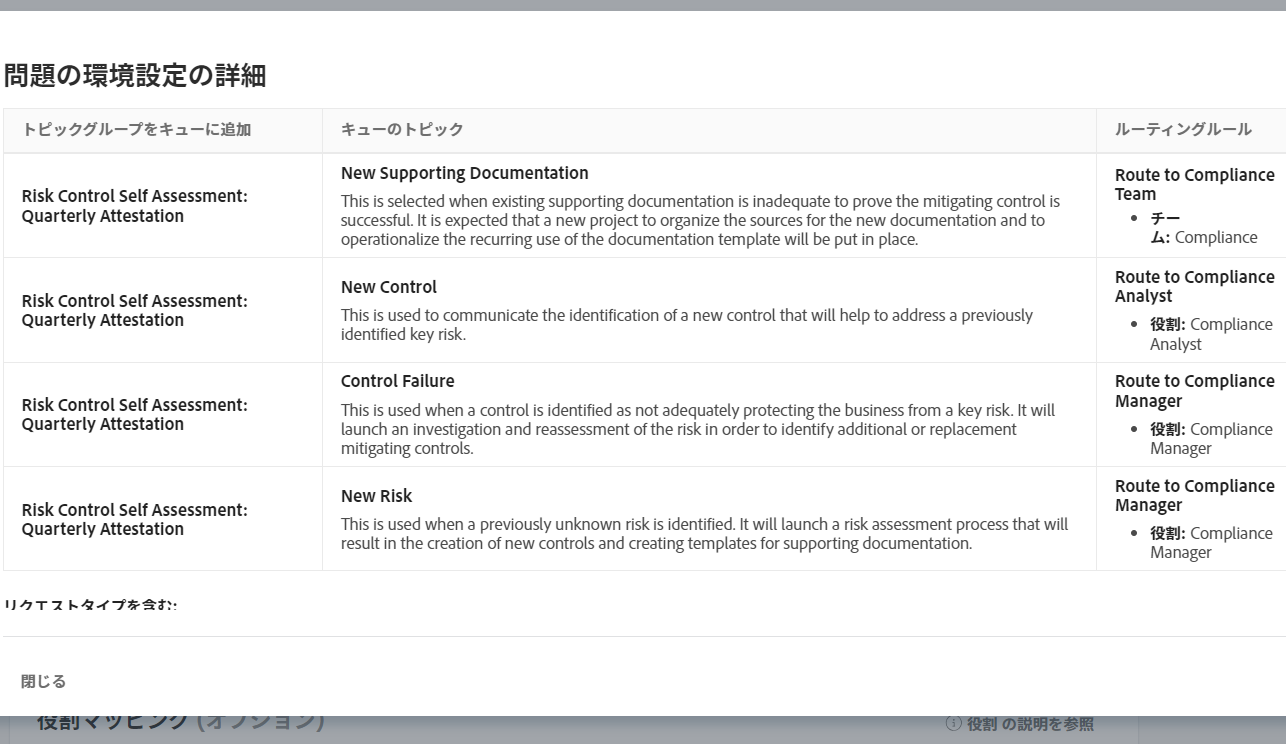 問題の環境設定の詳細
トピックグループをキューに追加
キューのトピック
ルーティングルール
Risk Control Self Assessment:
Quarterly Attestation
New Supporting Documentation
This is selected when existing supporting documentation is inadequate to prove the mitigating control is
successful. It is expected that a new project to organize the sources for the new documentation and to
operationalize the recurring use of the documentation template will be put in place.
Route to Compliance
Team
• チー
ム: Compliance
Risk Control Self Assessment:
Quarterly Attestation
New Control
This is used to communicate the identification of a new control that will help to address a previously
identified key risk.
Route to Compliance
Analyst
• 役割: Compliance
Analyst
Risk Control Self Assessment:
Quarterly Attestation
Control Failure
This is used when a control is identified as not adequately protecting the business from a key risk. It will
launch an investigation and reassessment of the risk in order to identify additional or replacement
mitigating controls.
Route to Compliance
Manager
• 役割: Compliance
Manager
Risk Control Self Assessment:
Quarterly Attestation
New Risk
This is used when a previously unknown risk is identified. It will launch a risk assessment process that will
result in the creation of new controls and creating templates for supporting documentation.
Route to Compliance
Manager
• 役割: Compliance
Manager
リクエストタイプを含む:
閉じる
役割マッピング (オプション)
役割 の説明を参照